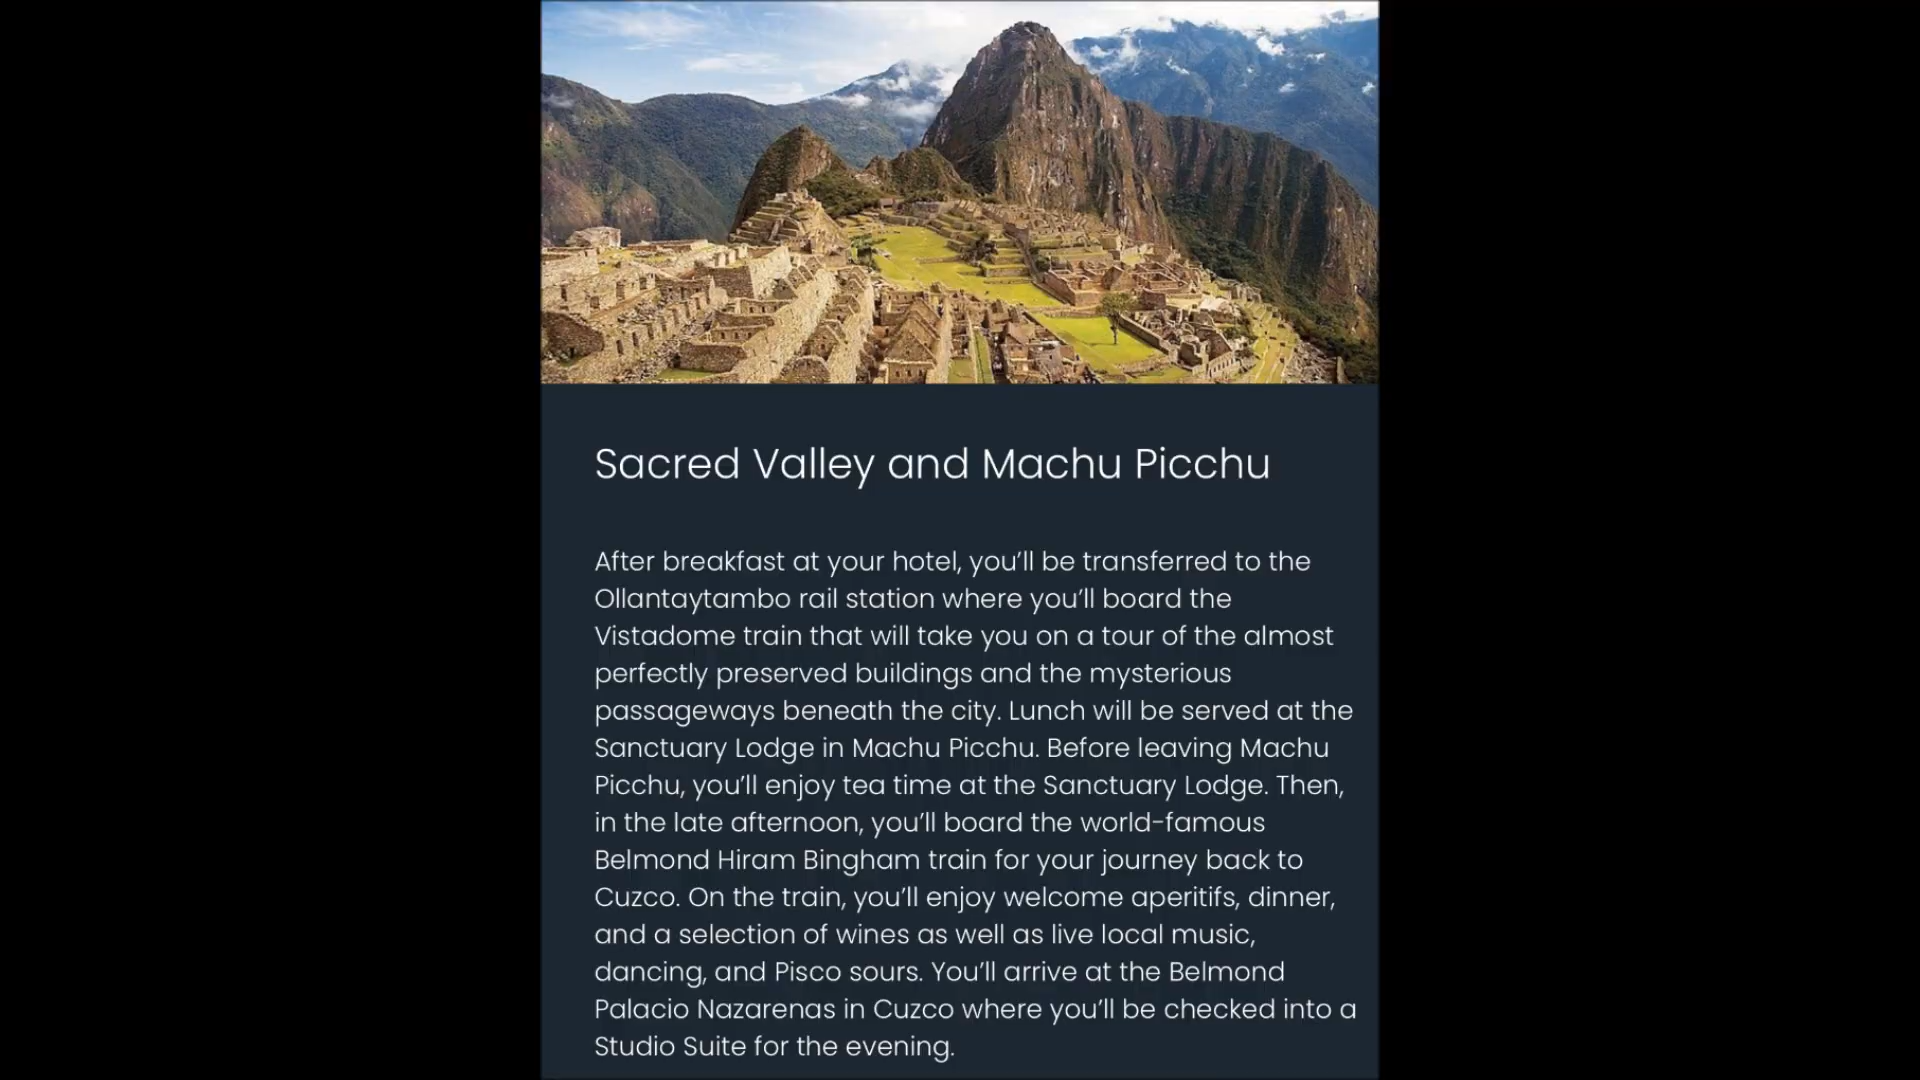 Sacred Valley and Machu Picchu
After breakfast at your hotel, you’ll be transferred to the
Ollantaytambo rail station where you’ll board the
Vistadome train that will take you on a tour of the almost
perfectly preserved buildings and the mysterious
passageways beneath the city. Lunch will be served at the
Sanctuary Lodge in Machu Picchu. Before leaving Machu
Picchu, you’ll enjoy tea time at the Sanctuary Lodge. Then,
in the late afternoon, you’ll board the world-famous
Belmond Hiram Bingham train for your journey back to
Cuzco. On the train, you’ll enjoy welcome aperitifs, dinner,
and a selection of wines as well as live local music,
dancing, and Pisco sours. You’ll arrive at the Belmond
Palacio Nazarenas in Cuzco where you’ll be checked into a
Studio Suite for the evening.